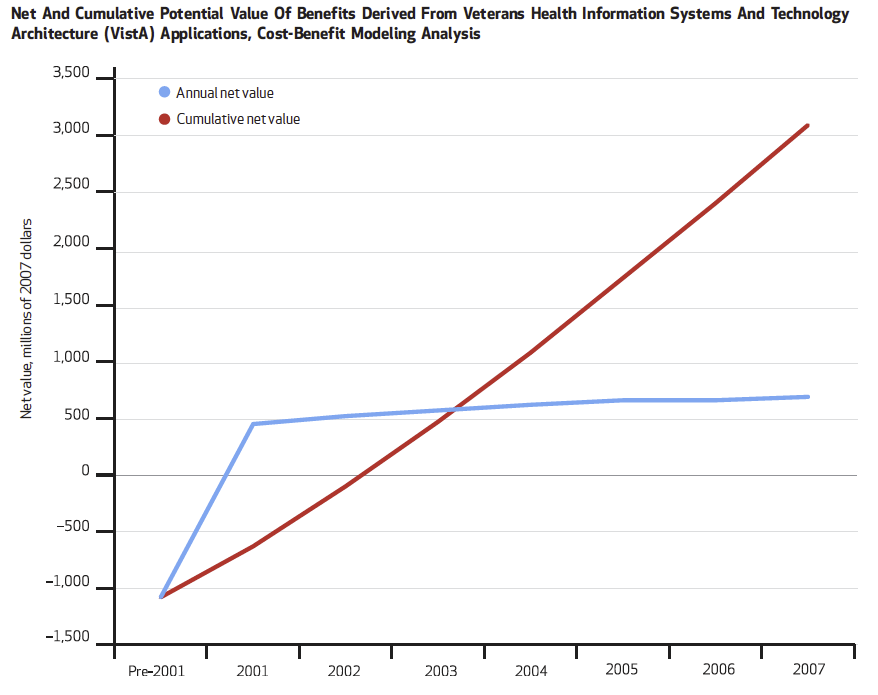 Net And Cumulative Potential Value Of Benefits Derived From Veterans Health Information Systems And Technology
Architecture (VistA) Applications, Cost-Benefit Modeling Analysis
3,500
Annual net value
Cumulative net value
3,000
2,500
2,000
1,500
1,000
500
0
−500
−1,000
−1,500
Net value, millions of 2007 dollars
Pre-2001 2001 2002 2003 2004 2005 2006 2007